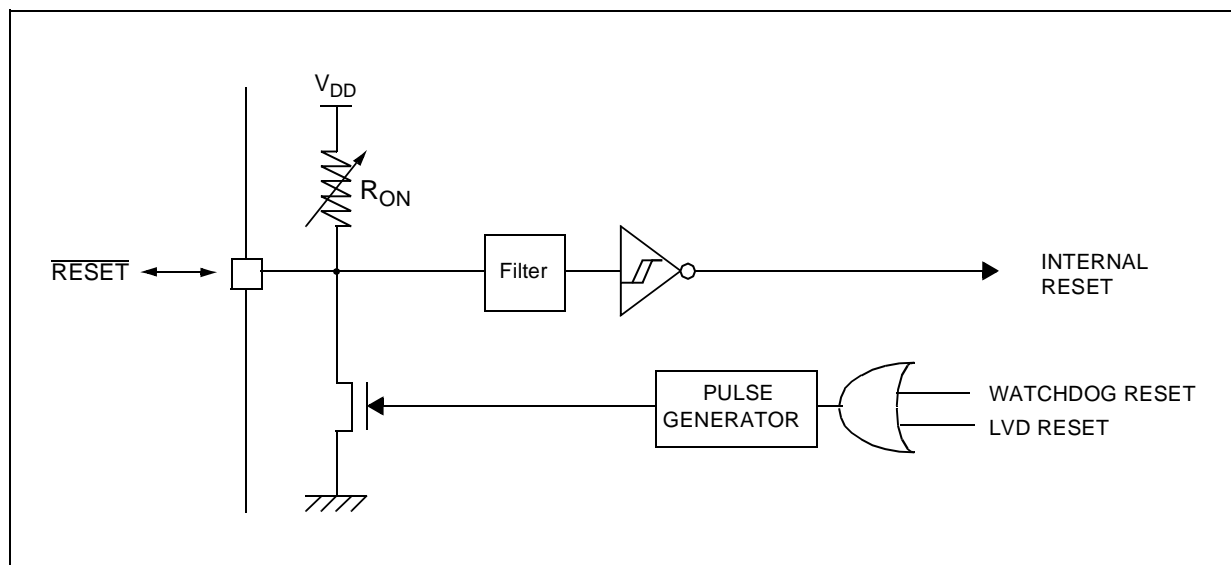 VDD
RON
RESET
Filter
INTERNAL
RESET
PULSE
GENERATOR
WATCHDOG RESET
LVD RESET